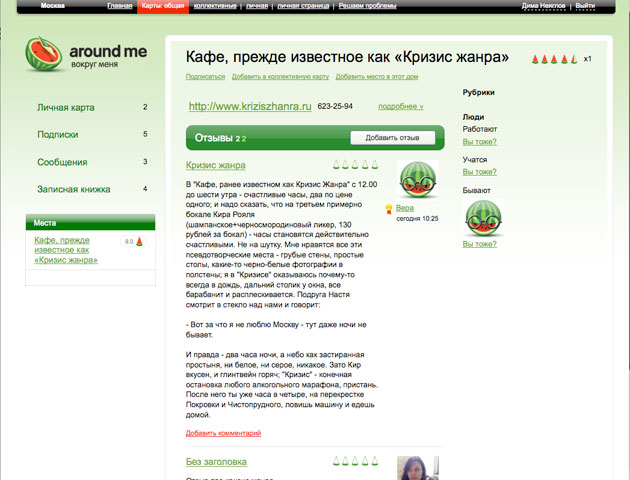 Москва Главная Карты: общая коллективные | личная | личная страница | Решаем проблемы Дима Неяглов | Выйти
around me
вокруг меня
Кафе, прежде известное как «Кризис жанра» x1
Подписаться Добавить в коллективную карту Добавить место в этот дом
http://www.kriziszhanra.ru 623-25-94 подробнее v
Личная карта 2
Подписки 5
Сообщения 3
Записная книжка 4
Места
Кафе, прежде известное как «Кризис жанра» 9.0
Отзывы 2 2 Добавить отзыв
Кризис жанра
В "Кафе, ранее известном как Кризис Жанра" с 12.00
до шести утра - счастливые часы, два по цене
одного; и надо сказать, что на третьем примерно
бокале Кира Рояля
(шампанское+черносмородиновый ликер, 130
рублей за бокал) - часы становятся действительно
счастливыми. Не на шутку. Мне нравятся все эти
псевдотворческие места - грубые стены, простые
столы, какие-то черно-белые фотографии в
полстены; я в "Кризисе" оказываюсь почему-то
всегда в дождь, дальний столик у окна, все
барабанит и расплескивается. Подруга Настя
смотрит в стекло над нами и говорит:
- Вот за что я не люблю Москву - тут даже ночи не
бывает.
И правда - два часа ночи, а небо как застиранная
простыня, ни белое, ни серое, никакое. Зато Кир
вкусен, и глинтвейн горяч; "Кризис" - конечная
остановка любого алкогольного марафона, пристань.
После него ты уже часа в четыре, на перекрестке
Покровки и Чистопрудного, ловишь машину и едешь
домой.
Добавить комментарий
Вера
сегодня 10:25
Без заголовка
Рубрики
Люди
Работают
Вы тоже?
Учатся
Вы тоже?
Бывают
Вы тоже?